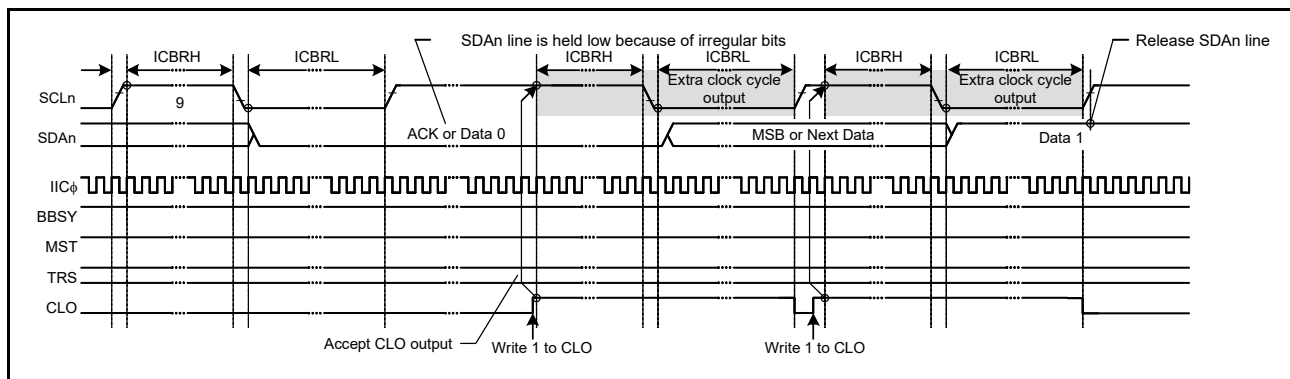 SDAn line is held low because of irregular bits
Release SDAn line
ICBRH
ICBRL
ICBRH
ICBRL
ICBRH
ICBRL
Extra clock cycle
output
Extra clock cycle
output
SCLn
9
SDAn
ACK or Data 0
MSB or Next Data
Data 1
IICϕ
BBSY
MST
TRS
CLO
Accept CLO output
Write 1 to CLO
Write 1 to CLO